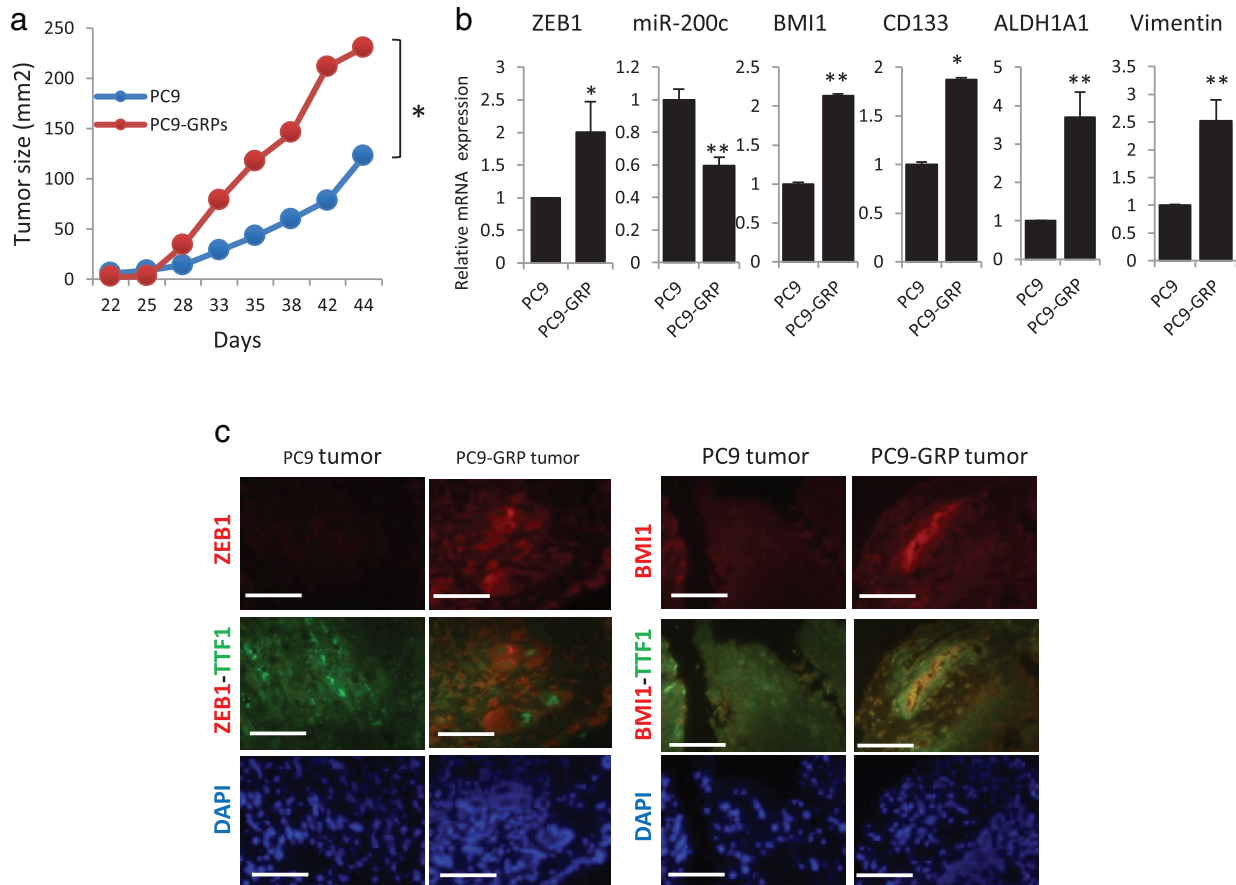 a
250
200
150
100
50
0
Tumor size (mm2)
PC9
PC9-GRPs
*
22 25 28 33 35 38 42 44
Days
b
ZEB1 miR-200c BMI1 CD133 ALDH1A1 Vimentin
Relative mRNA expression
3
2.5
2
1.5
1
0.5
0
*
PC9
PC9-GRP
1.2
1
0.8
0.6
0.4
0.2
0
**
PC9
PC9-GRP
2.5
2
1.5
1
0.5
0
**
PC9
PC9-GRP
2
1.5
1
0.5
0
*
PC9
PC9-GRP
5
4
3
2
1
0
**
PC9
PC9-GRP
3.5
3
2.5
2
1.5
1
0.5
0
**
PC9
PC9-GRP
c
PC9 tumor PC9-GRP tumor PC9 tumor PC9-GRP tumor
ZEB1
ZEB1-TTF1
DAPI
BMI1
BMI1-TTF1
DAPI